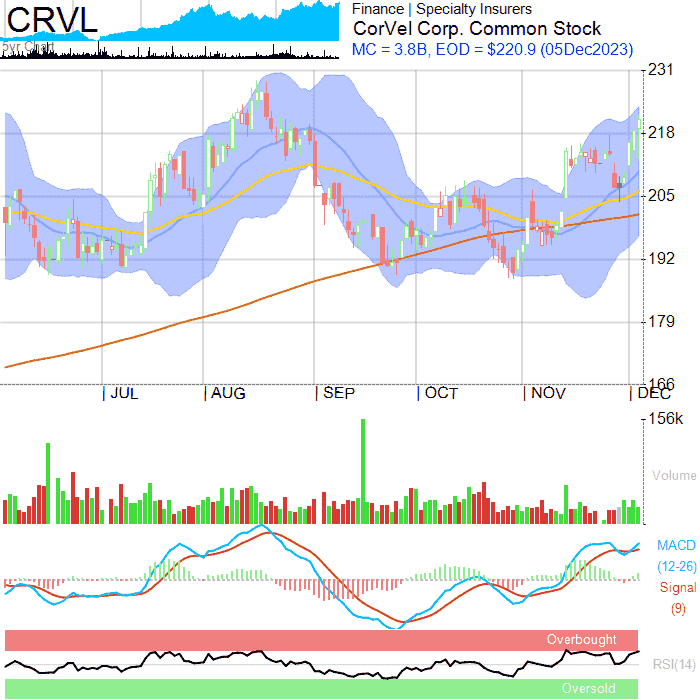 CRVL
5yr Chart
Finance | Specialty Insurers
CorVel Corp. Common Stock
MC = 3.8B, EOD = $220.9 (05Dec2023)
231
218
205
192
179
166
JUL
AUG
SEP
OCT
NOV
DEC
156k
Volume
MACD
(12-26)
Signal
(9)
Overbought
RSI(14)
Oversold